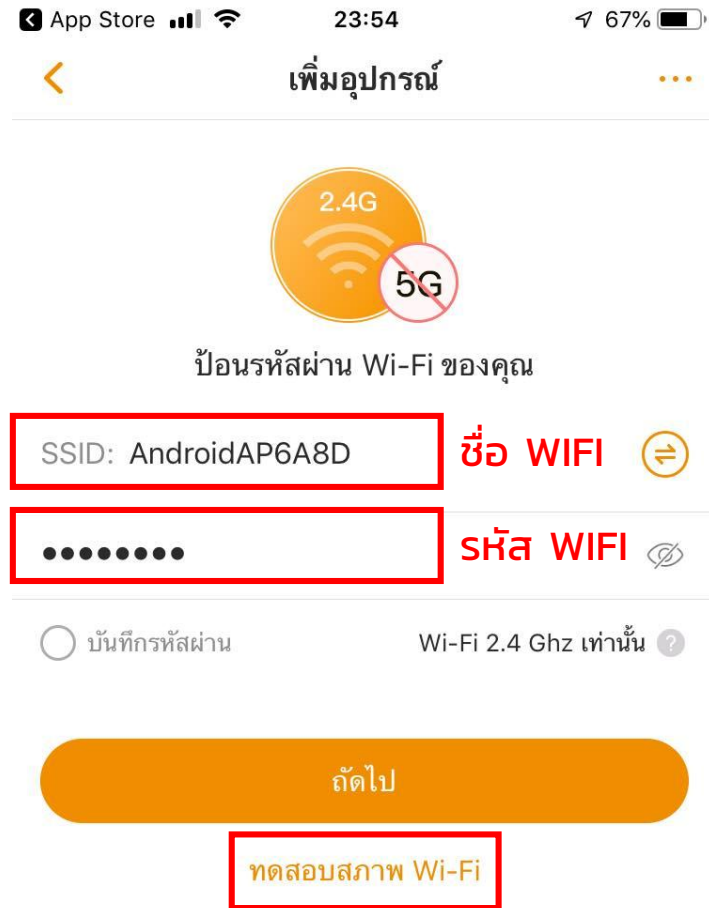 App Store 23:54 67%
เพิ่มอุปกรณ์
2.4G
5G
ป้อนรหัสผ่าน Wi-Fi ของคุณ
SSID: AndroidAP6A8D ชื่อ WIFI
●●●●●●●● รหัส WIFI
บันทึกรหัสผ่าน Wi-Fi 2.4 Ghz เท่านั้น ?
ถัดไป
ทดสอบสภาพ Wi-Fi